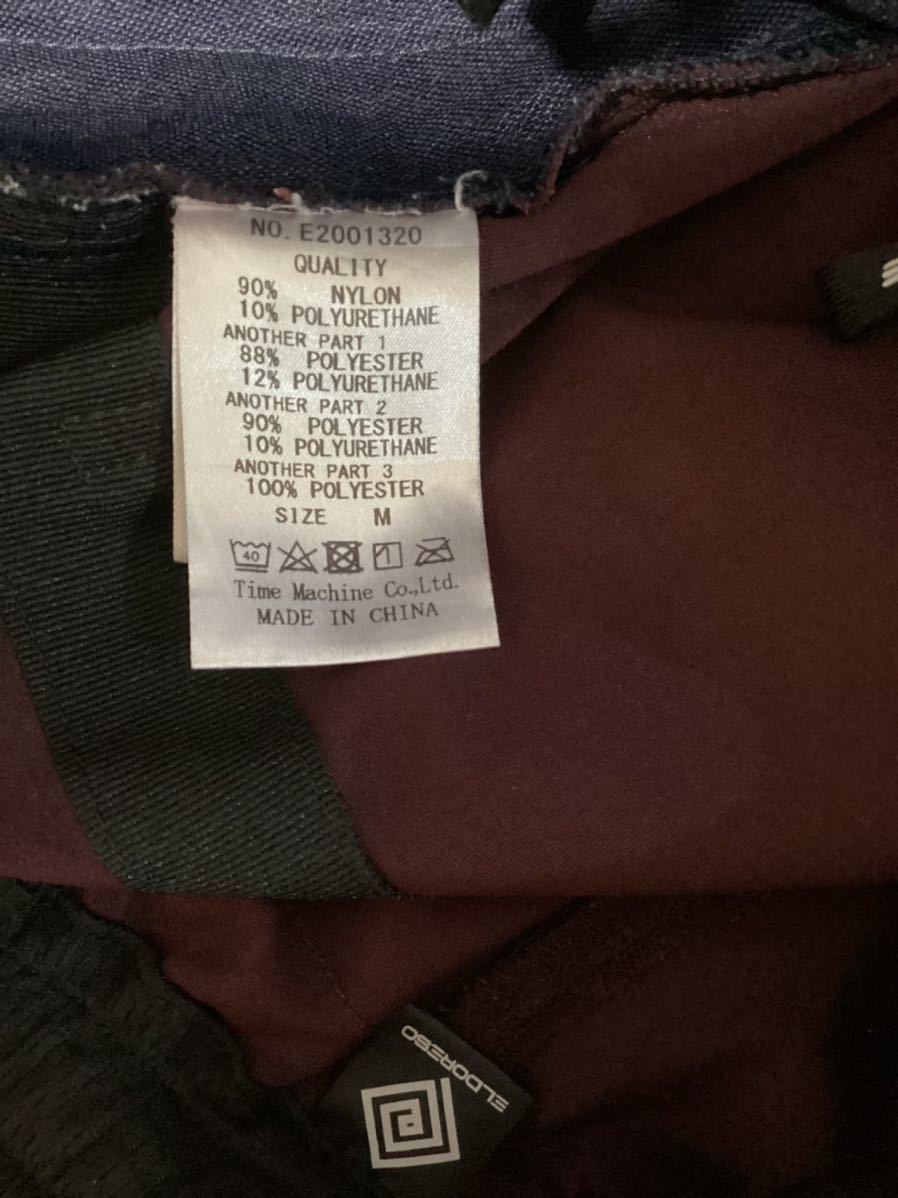 NO. E2001320
QUALITY
90% NYLON
10% POLYURETHANE
ANOTHER PART 1
88% POLYESTER
12% POLYURETHANE
ANOTHER PART 2
90% POLYESTER
10% POLYURETHANE
ANOTHER PART 3
100% POLYESTER
SIZE M
40
1
Time Machine Co.,Ltd.
MADE IN CHINA
ELDORESO